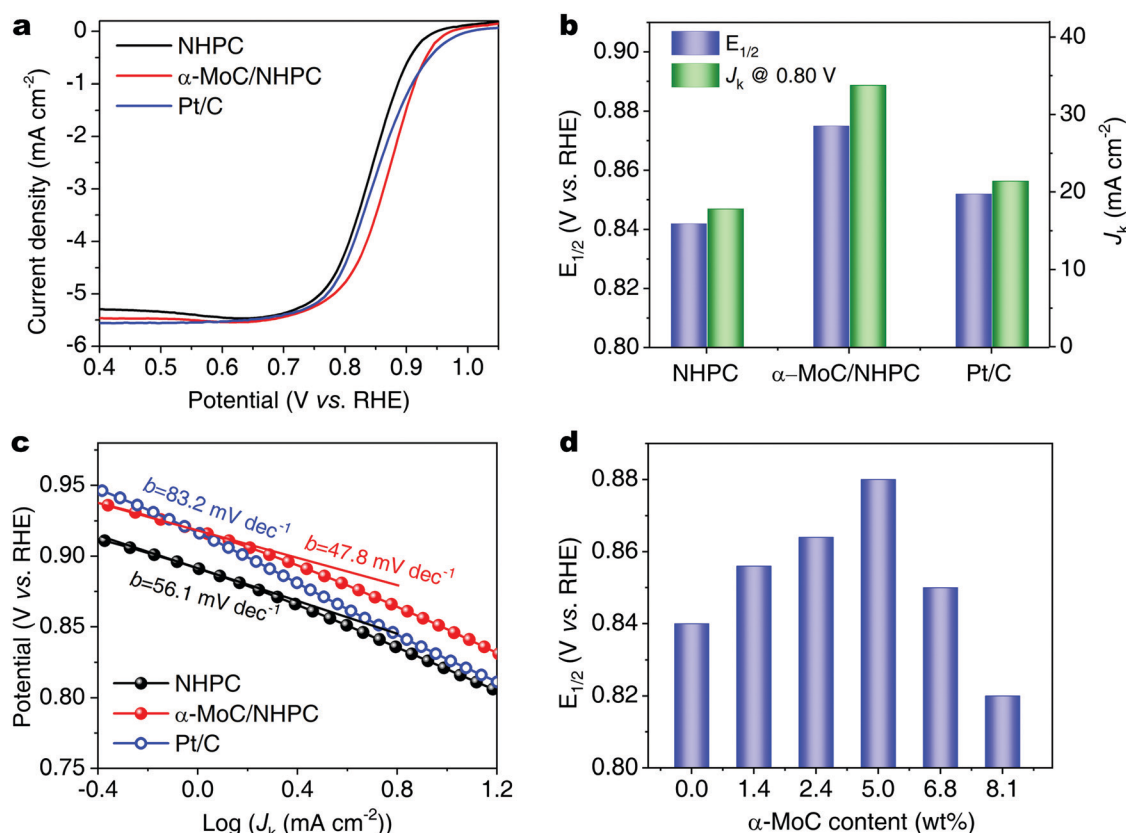 a
NHPC
α-MoC/NHPC
Pt/C
0
-1
-2
-3
-4
-5
-6
0.4 0.5 0.6 0.7 0.8 0.9 1.0
Current density (mA cm⁻²)
Potential (V vs. RHE)
b
E₁/₂
Jₖ @ 0.80 V
0.90
0.88
0.86
0.84
0.82
0.80
40
30
20
10
0
NHPC α–MoC/NHPC Pt/C
E₁/₂ (V vs. RHE)
Jₖ (mA cm⁻²)
c
b=83.2 mV dec⁻¹
b=47.8 mV dec⁻¹
b=56.1 mV dec⁻¹
NHPC
α-MoC/NHPC
Pt/C
0.95
0.90
0.85
0.80
0.75
-0.4 0.0 0.4 0.8 1.2
Potential (V vs. RHE)
Log (Jₖ (mA cm⁻²)
d
0.88
0.86
0.84
0.82
0.80
0.0 1.4 2.4 5.0 6.8 8.1
E₁/₂ (V vs. RHE)
α-MoC content (wt%)